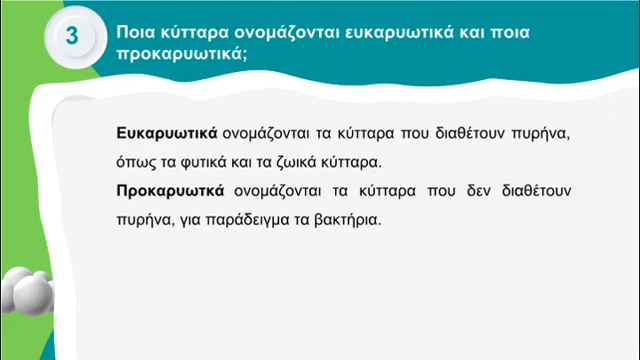 3
Ποια κύτταρα ονομάζονται ευκαρυωτικά και ποια
προκαρυωτικά;
Ευκαρυωτικά ονομάζονται τα κύτταρα που διαθέτουν πυρήνα,
όπως τα φυτικά και τα ζωικά κύτταρα.
Προκαρυωτκά ονομάζονται τα κύτταρα που δεν διαθέτουν
πυρήνα, για παράδειγμα τα βακτήρια.